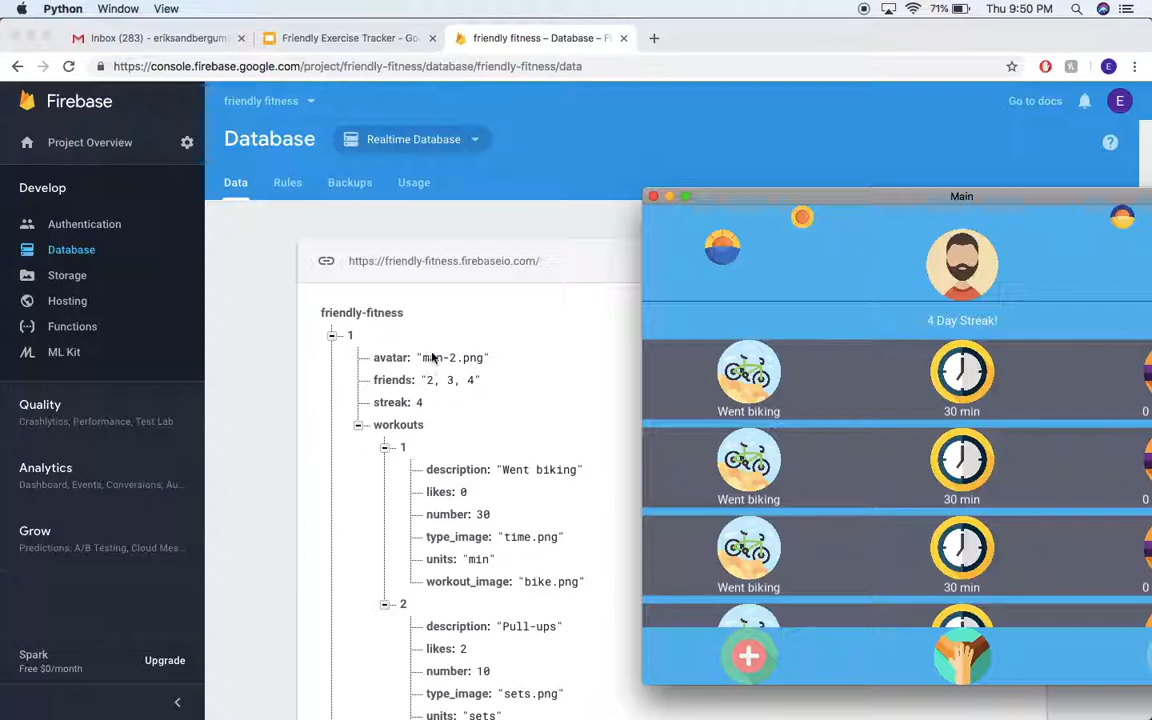 Python Window View 71% Thu 9:50 PM
Inbox (283) - eriksandbergum Friendly Exercise Tracker - Go friendly fitness – Database – Fi
https://console.firebase.google.com/project/friendly-fitness/database/friendly-fitness/data E
Firebase friendly fitness Go to docs E
Project Overview Database Realtime Database
Develop Data Rules Backups Usage
Authentication
Database
Storage
Hosting
Functions
ML Kit
Quality
Crashlytics, Performance, Test Lab
Analytics
Dashboard, Events, Conversions, Au...
Grow
Predictions, A/B Testing, Cloud Mes...
Spark
Free $0/month Upgrade
https://friendly-fitness.firebaseio.com/
friendly-fitness
1
avatar: "man-2.png"
friends: "2, 3, 4"
streak: 4
workouts
1
description: "Went biking"
likes: 0
number: 30
type_image: "time.png"
units: "min"
workout_image: "bike.png"
2
description: "Pull-ups"
likes: 2
number: 10
type_image: "sets.png"
units: "sets"
Main
4 Day Streak!
Went biking 30 min 0
Went biking 30 min 0
Went biking 30 min 0